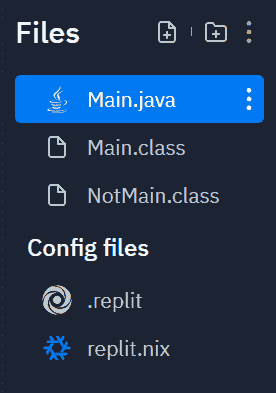 Files
Main.java
Main.class
NotMain.class
Config files
.replit
replit.nix